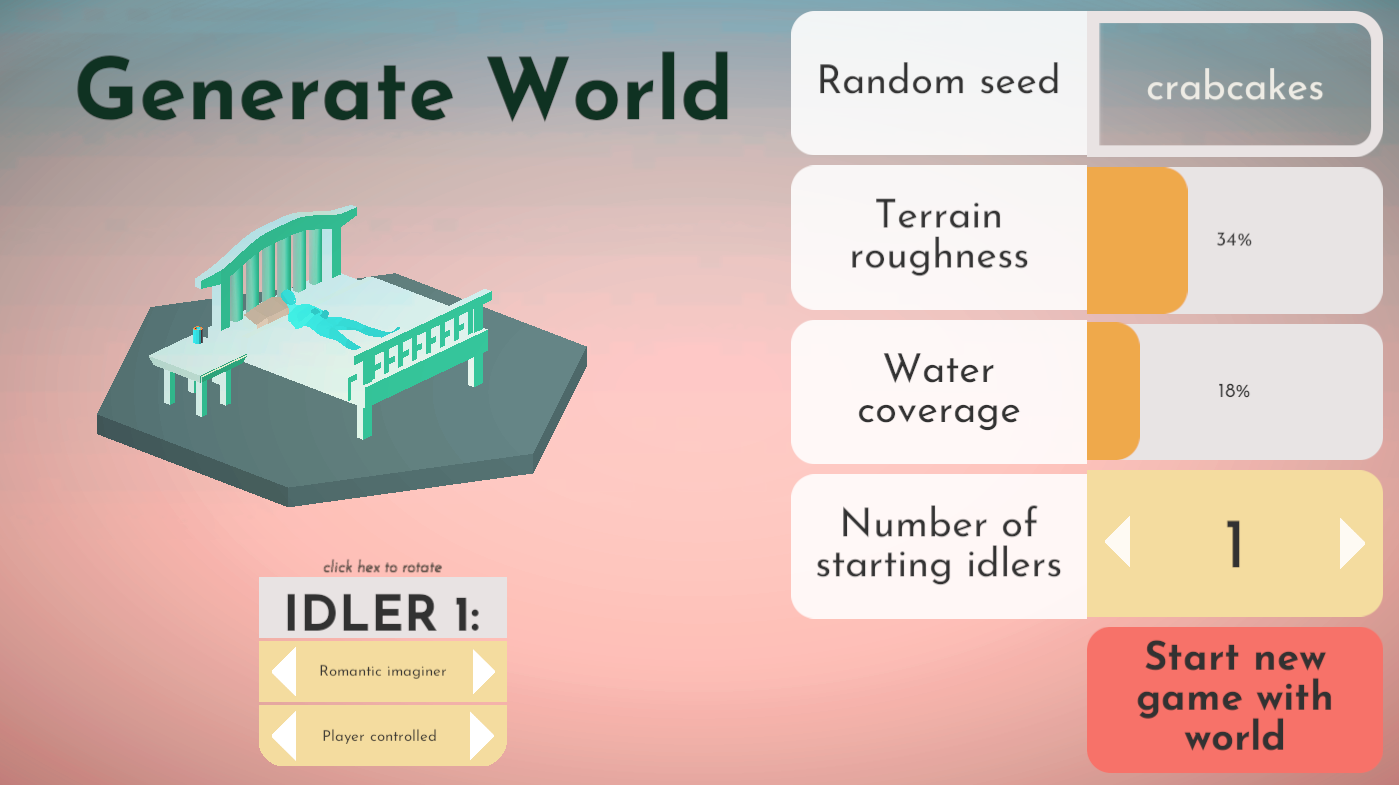 Generate World
Random seed
crabcakes
Terrain
roughness
34%
Water
coverage
18%
Number of
starting idlers
1
click hex to rotate
IDLER 1:
Romantic imaginer
Player controlled
Start new
game with
world